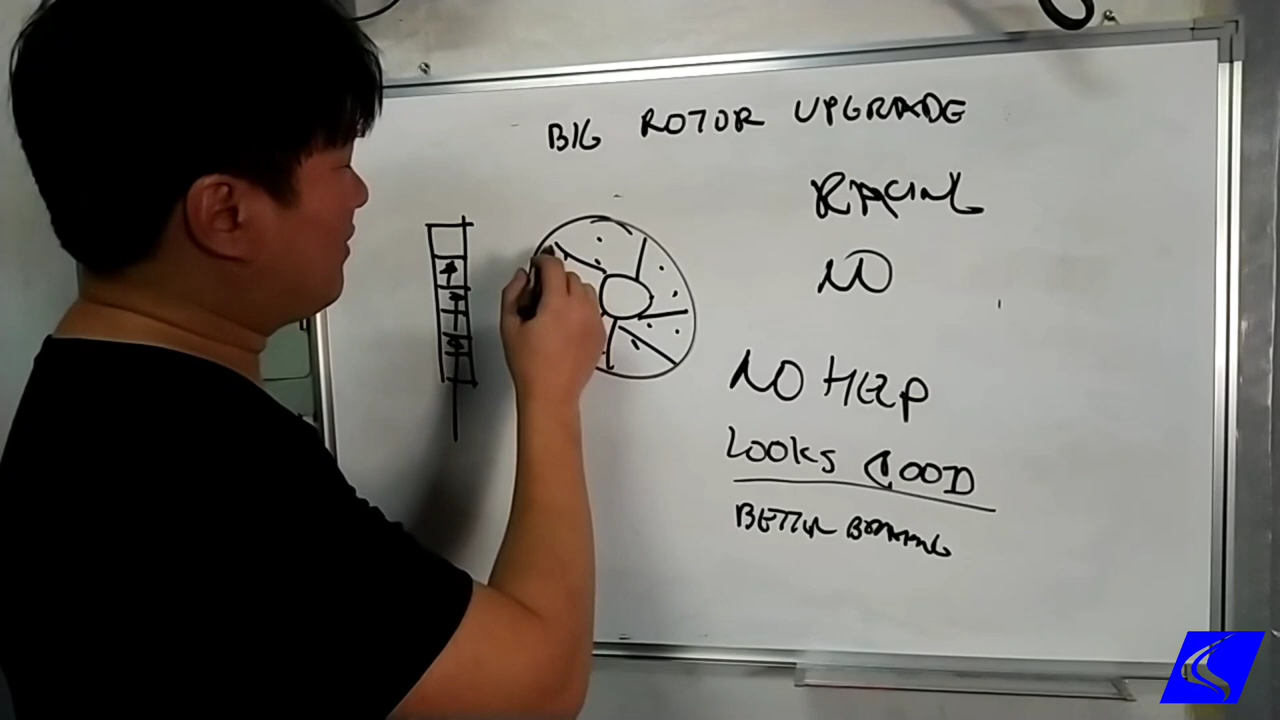 BIG ROTOR UPGRADE
RACING
NO
NO HELP
LOOKS GOOD
BETTER BRAKING